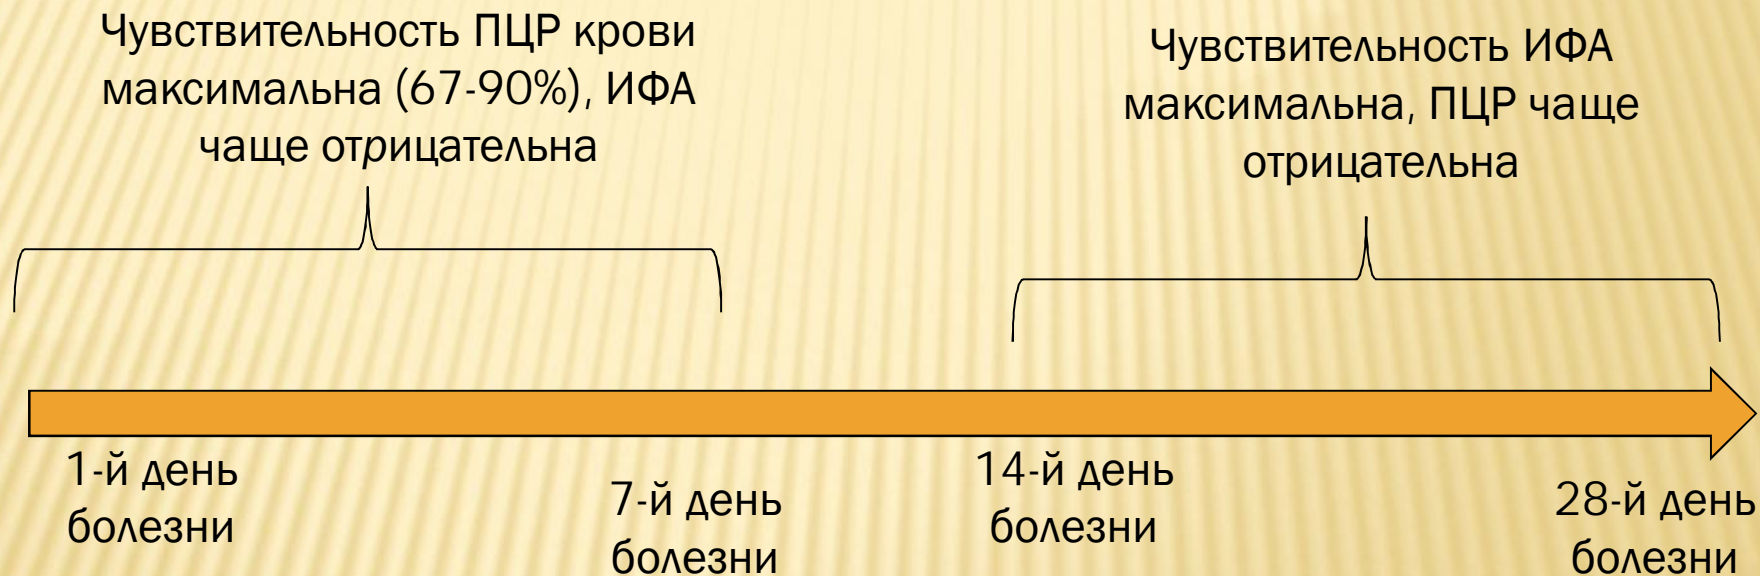 Чувствительность ПЦР крови
максимальна (67-90%), ИФА
чаще отрицательна
Чувствительность ИФА
максимальна, ПЦР чаще
отрицательна
1-й день
болезни
7-й день
болезни
14-й день
болезни
28-й день
болезни